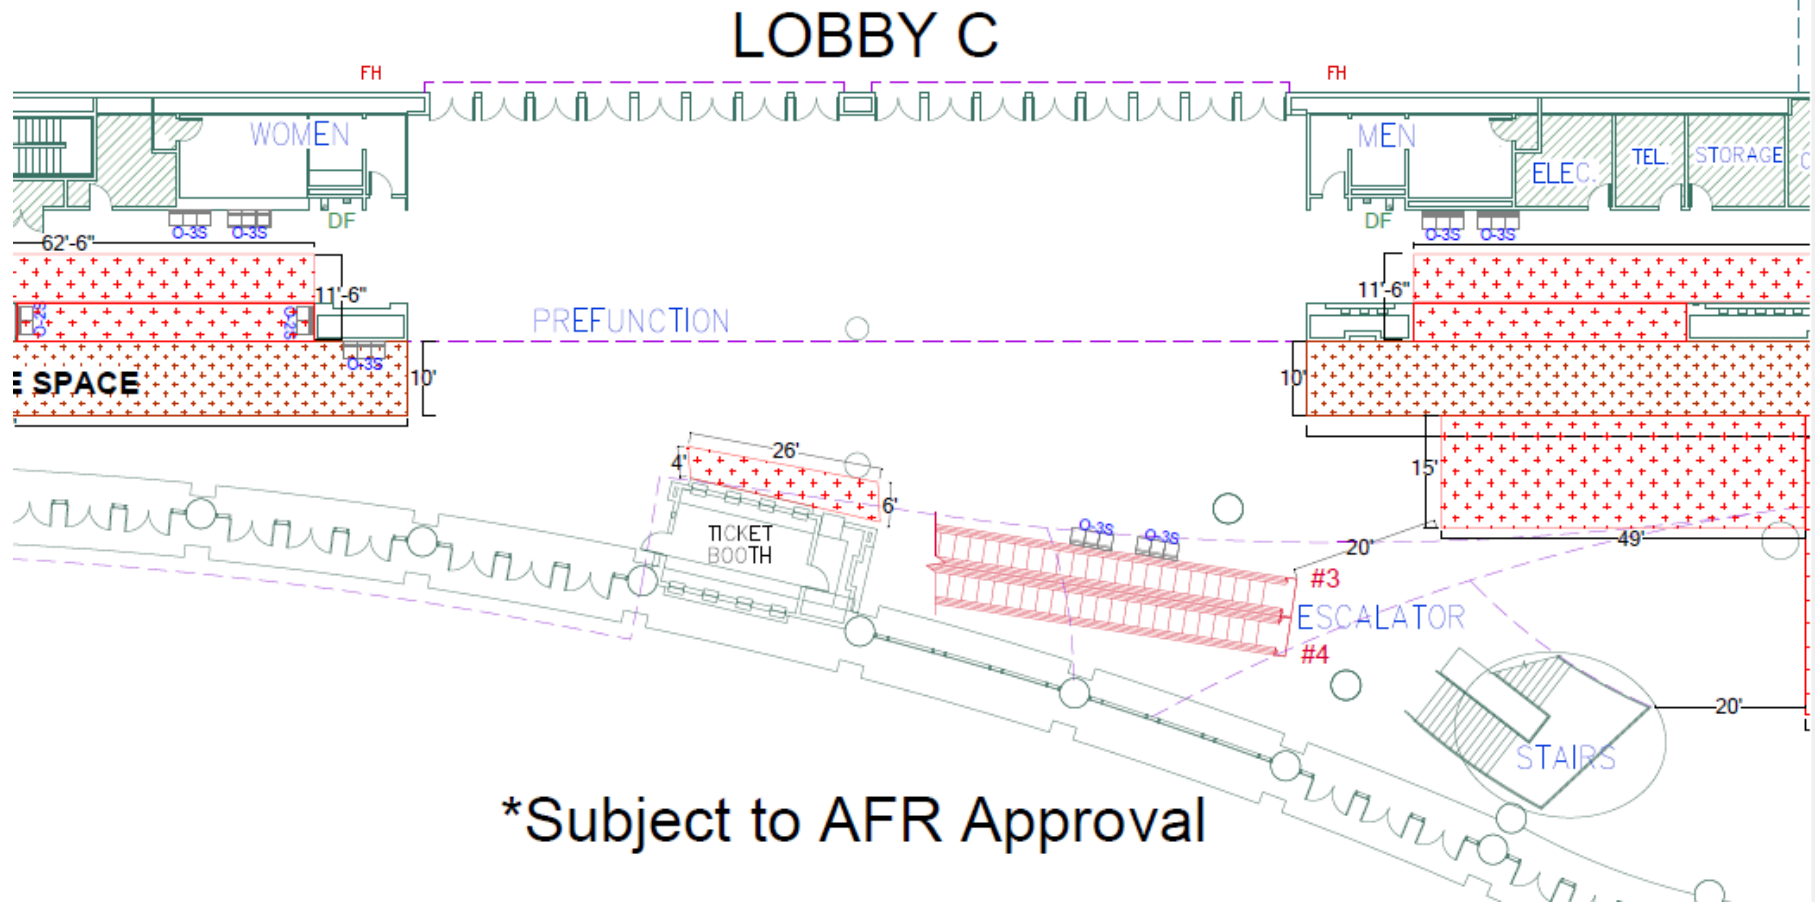 LOBBY C
FH
FH
WOMEN
MEN
ELEC.
TEL.
STORAGE
DF
DF
O-3S
O-3S
O-3S
O-3S
62'-6"
11'-6"
11'-6"
O-2S
O-2S
PREFUNCTION
O-3S
E SPACE
10'
10'
26'
4'
6'
15'
TICKET
BOOTH
O-3S
O-3S
20'
49'
#3
ESCALATOR
#4
20'
STAIRS
*Subject to AFR Approval